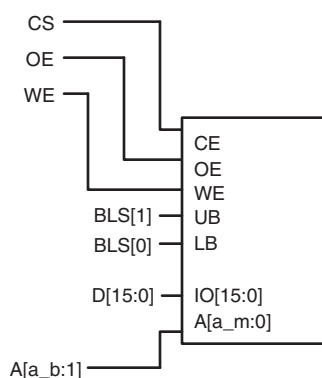 CS
OE
WE
CE
OE
WE
BLS[1] UB
BLS[0] LB
D[15:0] IO[15:0]
A[a_m:0]
A[a_b:1]